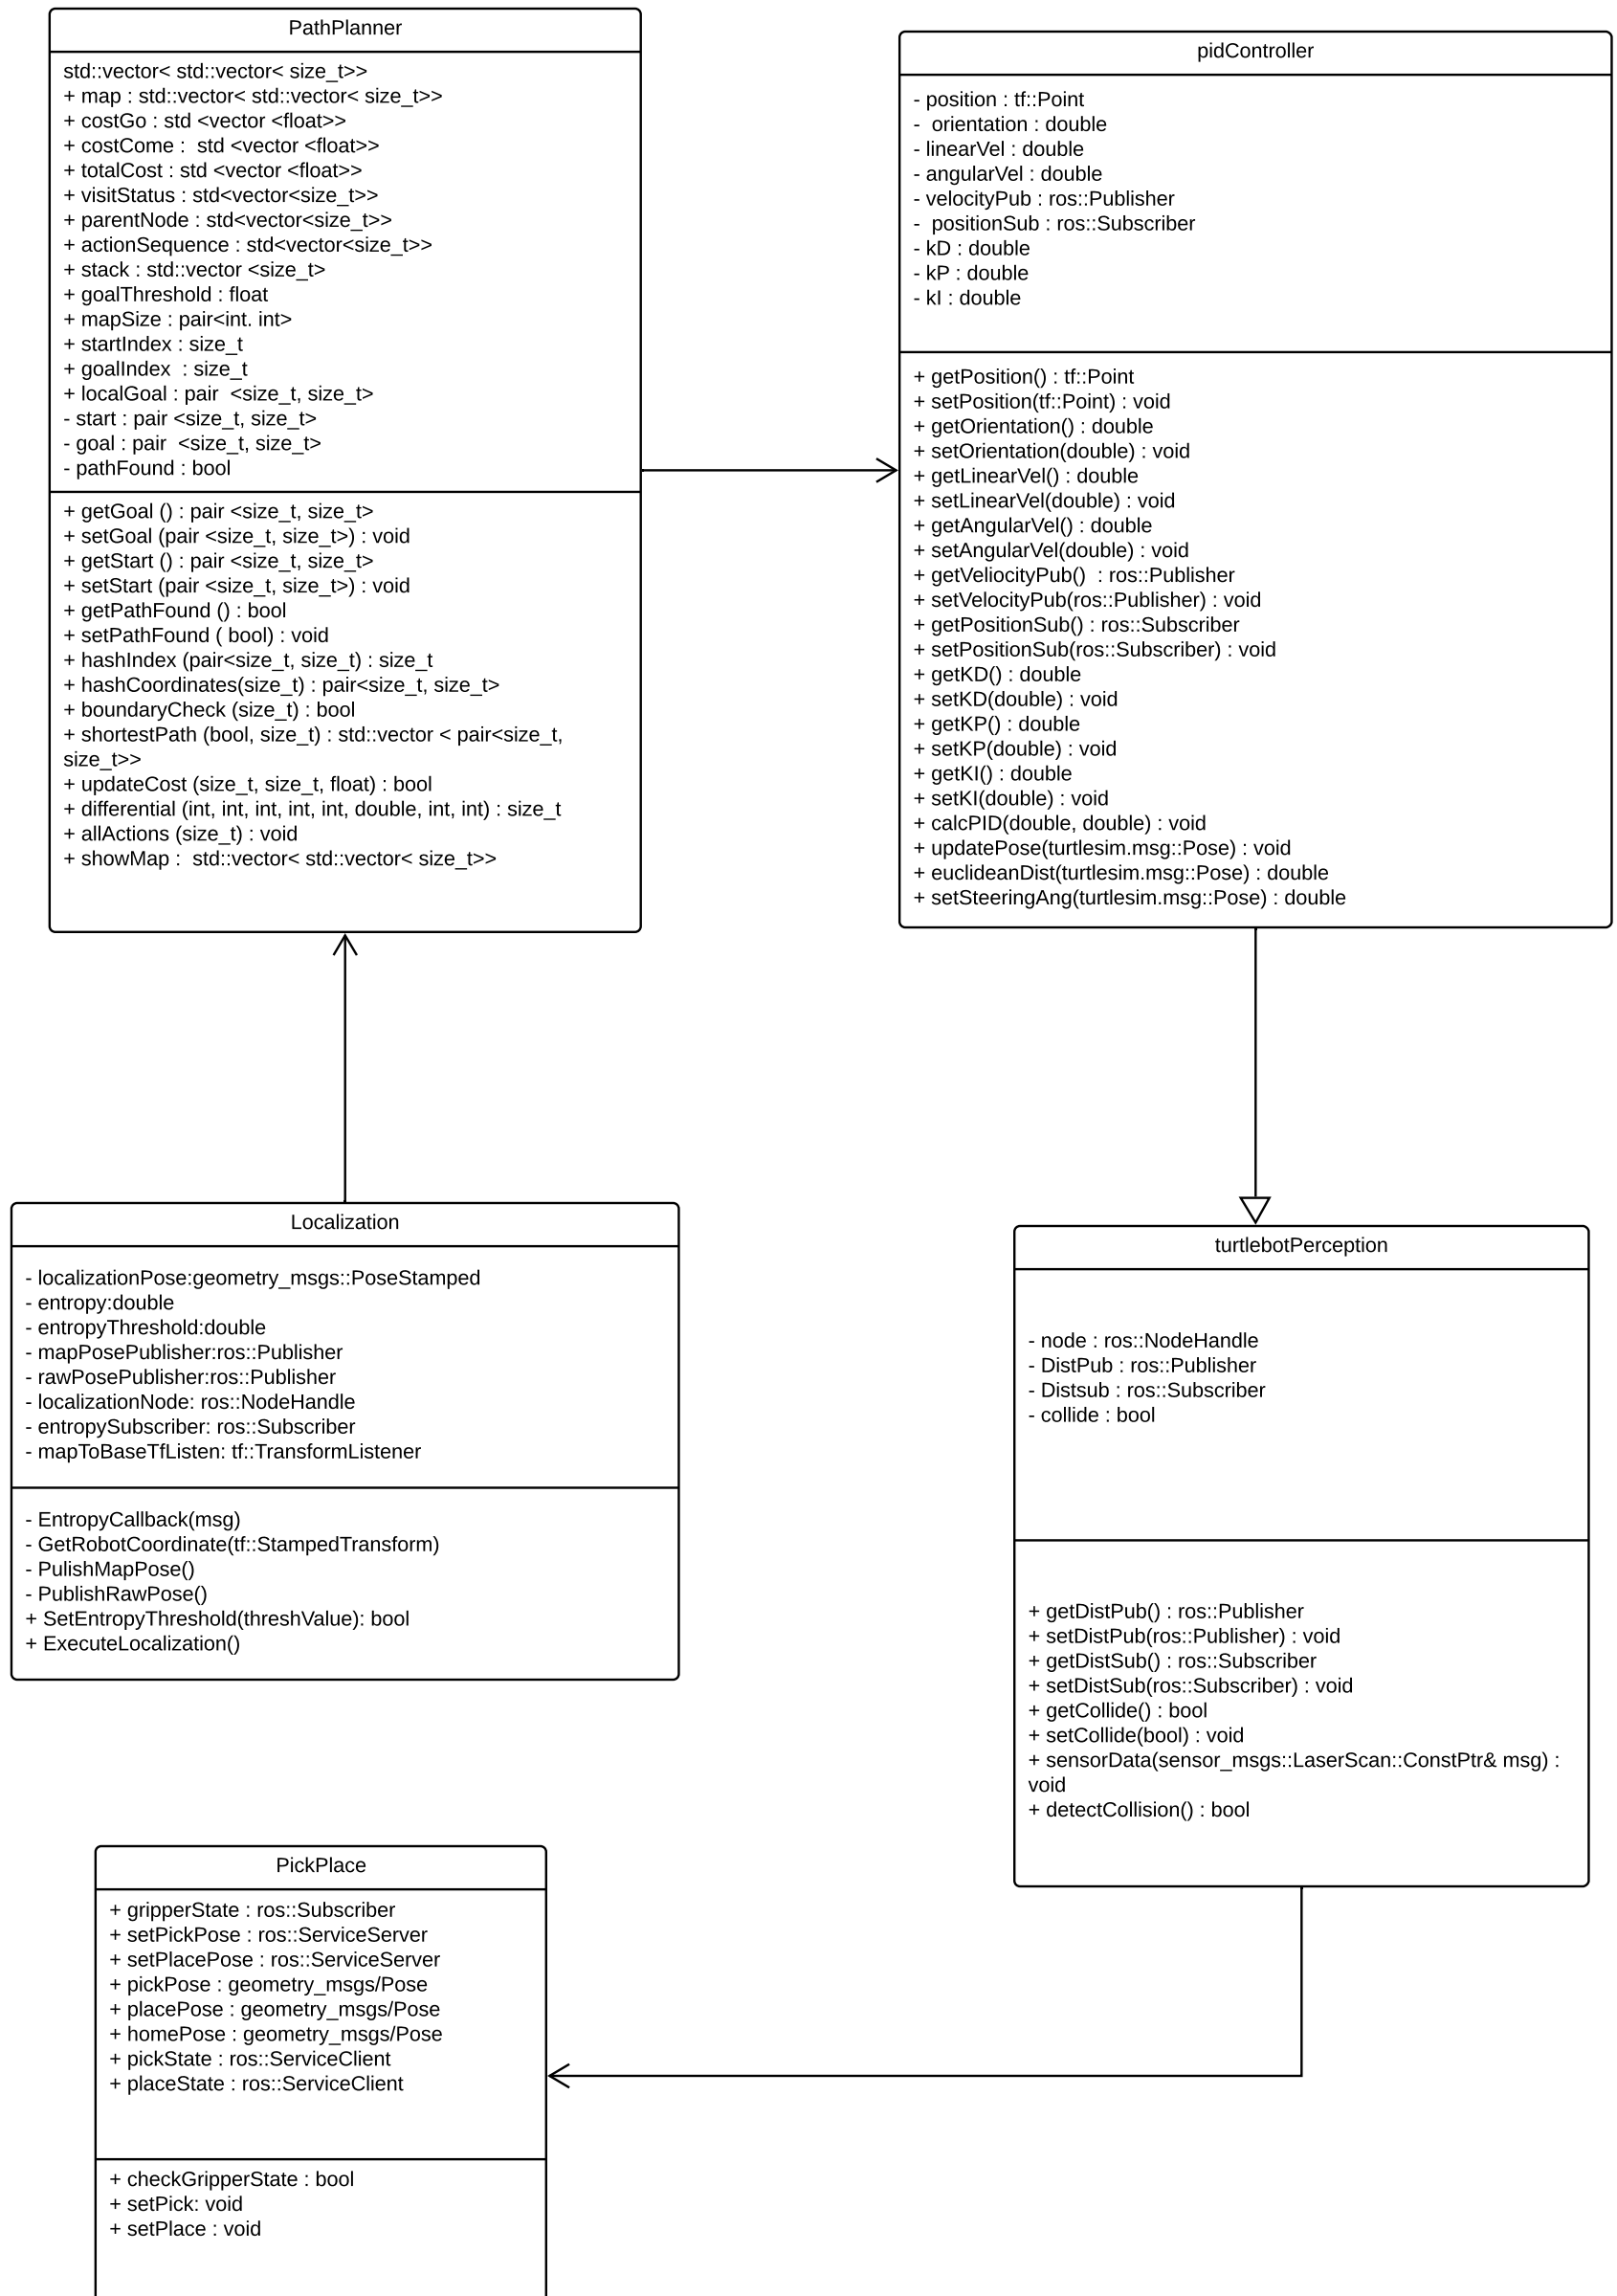 PathPlanner
std::vector< std::vector< size_t>>
+ map : std::vector< std::vector< size_t>>
+ costGo : std <vector <float>>
+ costCome :  std <vector <float>>
+ totalCost : std <vector <float>>
+ visitStatus : std<vector<size_t>>
+ parentNode : std<vector<size_t>>
+ actionSequence : std<vector<size_t>>
+ stack : std::vector <size_t>
+ goalThreshold : float
+ mapSize : pair<int. int>
+ startIndex : size_t
+ goalIndex  : size_t
+ localGoal : pair  <size_t, size_t>
- start : pair <size_t, size_t>
- goal : pair  <size_t, size_t>
- pathFound : bool
+ getGoal () : pair <size_t, size_t>
+ setGoal (pair <size_t, size_t>) : void
+ getStart () : pair <size_t, size_t>
+ setStart (pair <size_t, size_t>) : void
+ getPathFound () : bool
+ setPathFound ( bool) : void
+ hashIndex (pair<size_t, size_t) : size_t
+ hashCoordinates(size_t) : pair<size_t, size_t>
+ boundaryCheck (size_t) : bool
+ shortestPath (bool, size_t) : std::vector < pair<size_t,
size_t>>
+ updateCost (size_t, size_t, float) : bool
+ differential (int, int, int, int, int, double, int, int) : size_t
+ allActions (size_t) : void
+ showMap :  std::vector< std::vector< size_t>>
pidController
- position : tf::Point
-  orientation : double
- linearVel : double
- angularVel : double
- velocityPub : ros::Publisher
-  positionSub : ros::Subscriber
- kD : double
- kP : double
- kI : double
+ getPosition() : tf::Point
+ setPosition(tf::Point) : void
+ getOrientation() : double
+ setOrientation(double) : void
+ getLinearVel() : double
+ setLinearVel(double) : void
+ getAngularVel() : double
+ setAngularVel(double) : void
+ getVeliocityPub()  : ros::Publisher
+ setVelocityPub(ros::Publisher) : void
+ getPositionSub() : ros::Subscriber
+ setPositionSub(ros::Subscriber) : void
+ getKD() : double
+ setKD(double) : void
+ getKP() : double
+ setKP(double) : void
+ getKI() : double
+ setKI(double) : void
+ calcPID(double, double) : void
+ updatePose(turtlesim.msg::Pose) : void
+ euclideanDist(turtlesim.msg::Pose) : double
+ setSteeringAng(turtlesim.msg::Pose) : double
Localization
- localizationPose:geometry_msgs::PoseStamped
- entropy:double
- entropyThreshold:double
- mapPosePublisher:ros::Publisher
- rawPosePublisher:ros::Publisher
- localizationNode: ros::NodeHandle
- entropySubscriber: ros::Subscriber
- mapToBaseTfListen: tf::TransformListener
- EntropyCallback(msg)
- GetRobotCoordinate(tf::StampedTransform)
- PulishMapPose()
- PublishRawPose()
+ SetEntropyThreshold(threshValue): bool
+ ExecuteLocalization()
turtlebotPerception
- node : ros::NodeHandle
- DistPub : ros::Publisher
- Distsub : ros::Subscriber
- collide : bool
+ getDistPub() : ros::Publisher
+ setDistPub(ros::Publisher) : void
+ getDistSub() : ros::Subscriber
+ setDistSub(ros::Subscriber) : void
+ getCollide() : bool
+ setCollide(bool) : void
+ sensorData(sensor_msgs::LaserScan::ConstPtr& msg) :
void
+ detectCollision() : bool
PickPlace
+ gripperState : ros::Subscriber
+ setPickPose : ros::ServiceServer
+ setPlacePose : ros::ServiceServer
+ pickPose : geometry_msgs/Pose
+ placePose : geometry_msgs/Pose
+ homePose : geometry_msgs/Pose
+ pickState : ros::ServiceClient
+ placeState : ros::ServiceClient
+ checkGripperState : bool
+ setPick: void
+ setPlace : void